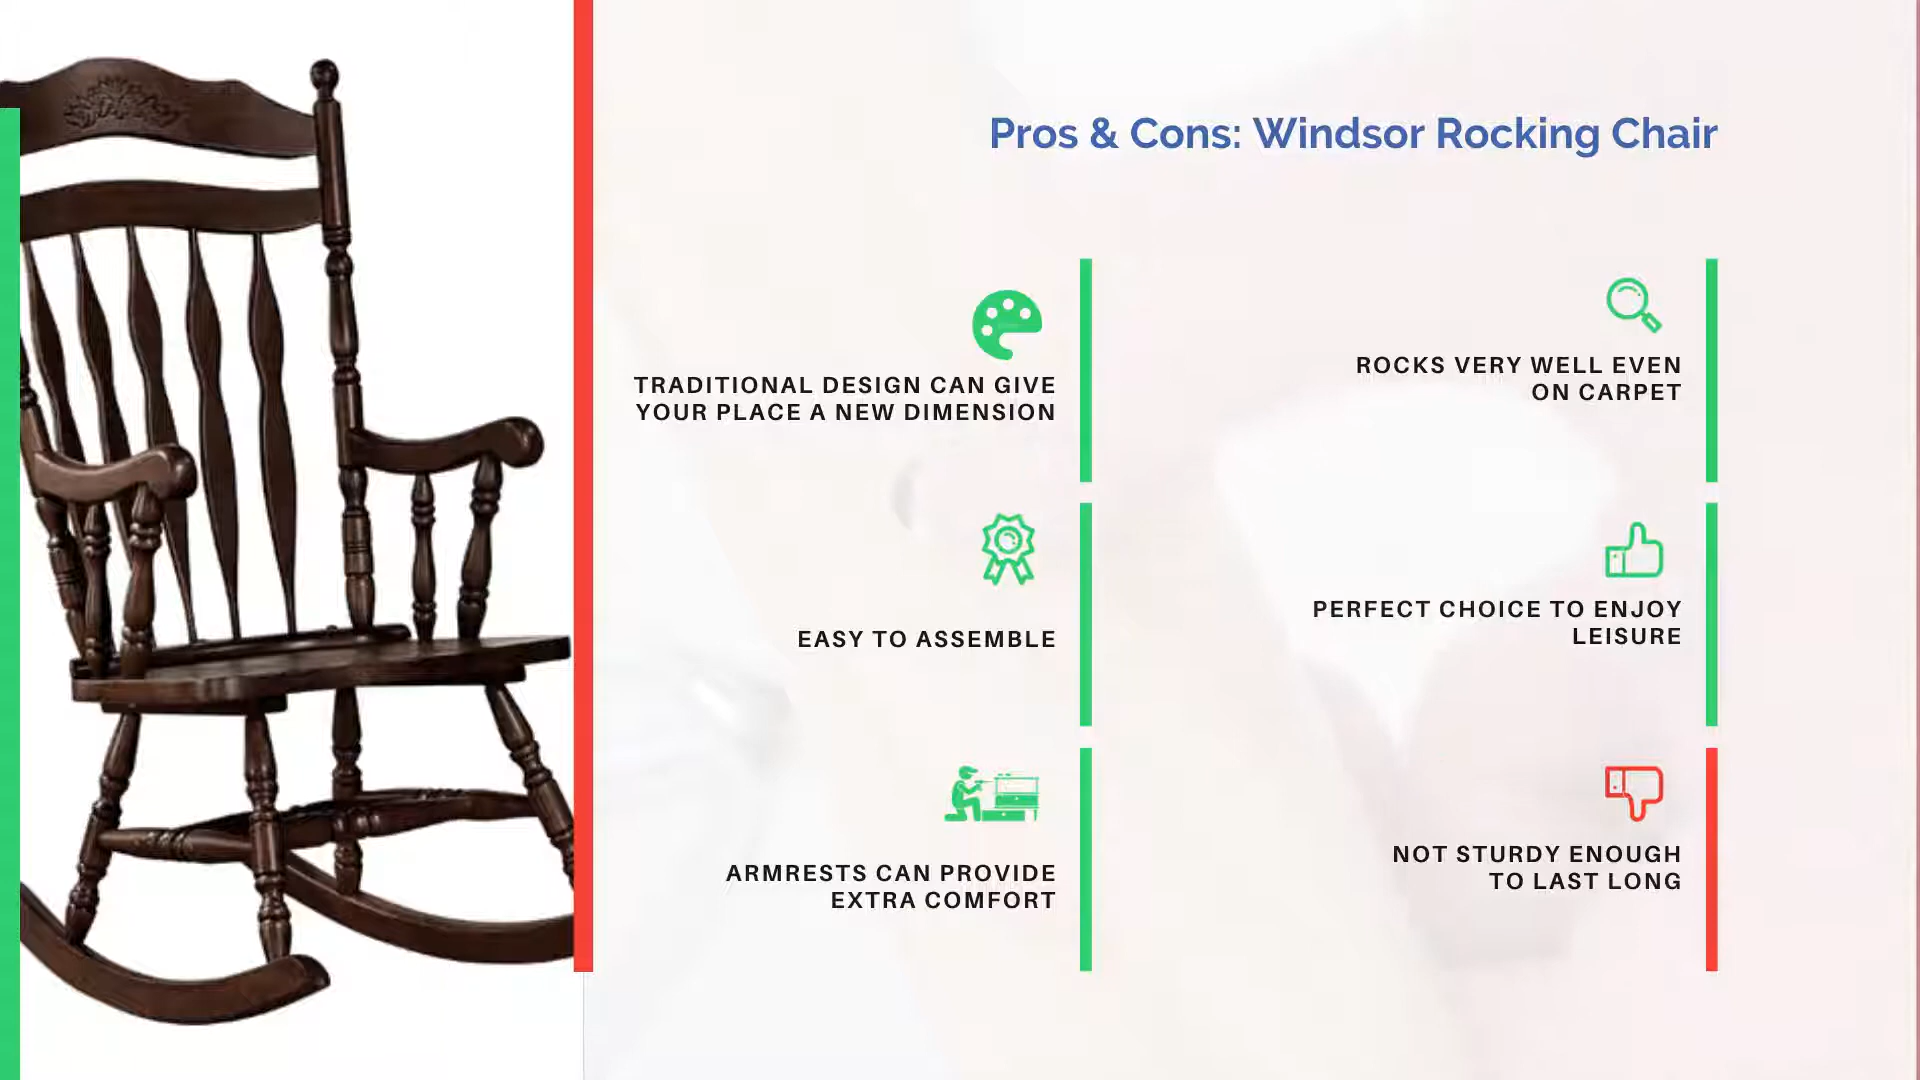 Pros & Cons: Windsor Rocking Chair
TRADITIONAL DESIGN CAN GIVE
YOUR PLACE A NEW DIMENSION
EASY TO ASSEMBLE
ARMRESTS CAN PROVIDE
EXTRA COMFORT
ROCKS VERY WELL EVEN
ON CARPET
PERFECT CHOICE TO ENJOY
LEISURE
NOT STURDY ENOUGH
TO LAST LONG